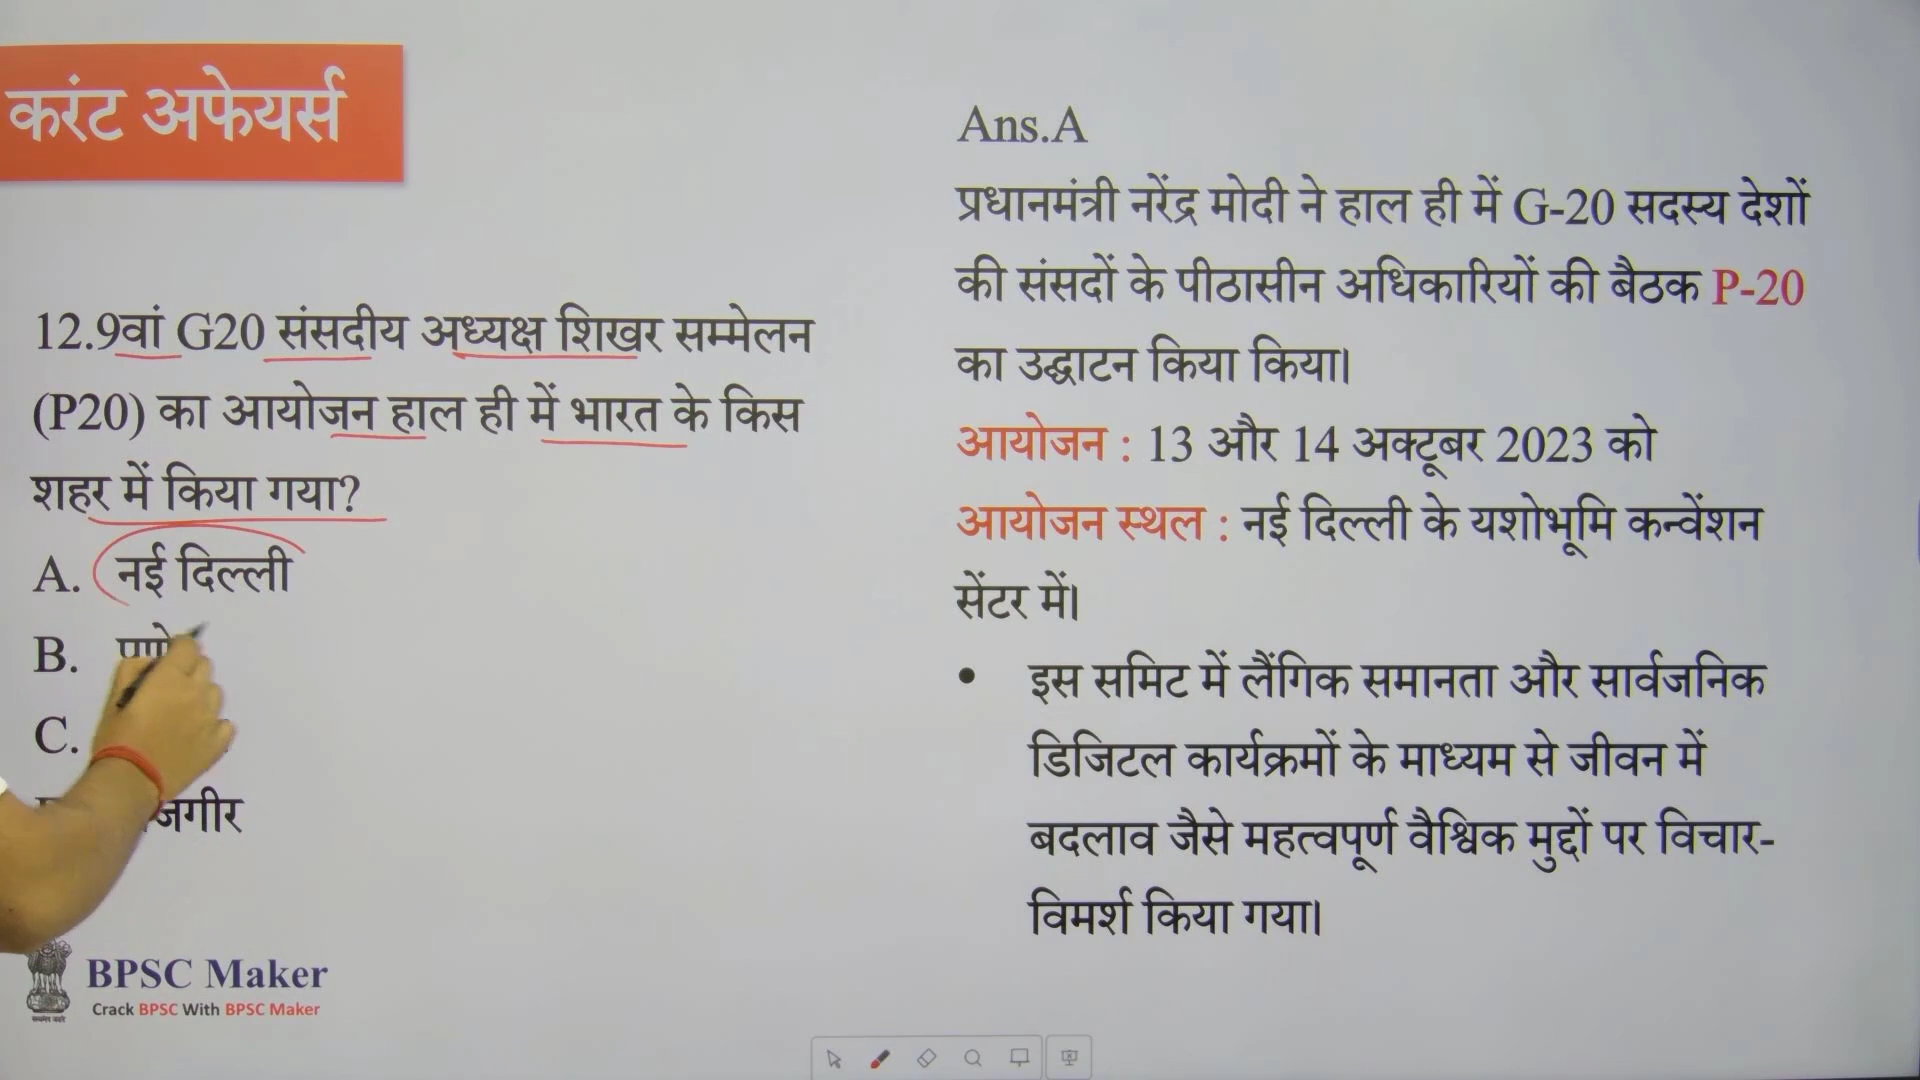 करंट अफेयर्स
12.9वां G20 संसदीय अध्यक्ष शिखर सम्मेलन
(P20) का आयोजन हाल ही में भारत के किस
शहर में किया गया?
A. नई दिल्ली
B.
C.
BPSC Maker
Crack BPSC With BPSC Maker
Ans.A
प्रधानमंत्री नरेंद्र मोदी ने हाल ही में G-20 सदस्य देशों
की संसदों के पीठासीन अधिकारियों की बैठक P-20
का उद्घाटन किया किया।
आयोजन : 13 और 14 अक्टूबर 2023 को
आयोजन स्थल : नई दिल्ली के यशोभूमि कन्वेंशन
सेंटर में।
• इस समिट में लैंगिक समानता और सार्वजनिक
डिजिटल कार्यक्रमों के माध्यम से जीवन में
बदलाव जैसे महत्वपूर्ण वैश्विक मुद्दों पर विचार-
विमर्श किया गया।